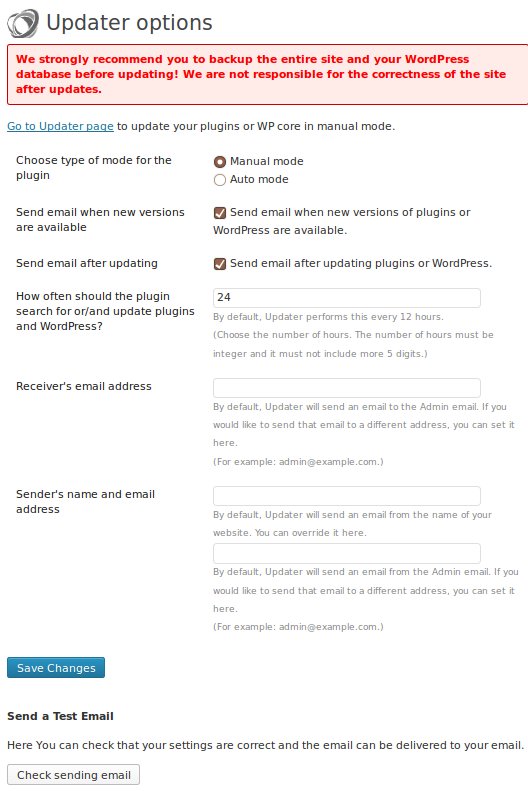 Updater options
We strongly recommend you to backup the entire site and your WordPress
database before updating! We are not responsible for the correctness of the site
after updates.
Go to Updater page to update your plugins or WP core in manual mode.
Choose type of mode for the
plugin
Manual mode
Auto mode
Send email when new versions
are available
Send email when new versions of plugins or
WordPress are available.
Send email after updating
Send email after updating plugins or WordPress.
How often should the plugin
search for or/and update plugins
and WordPress?
24
By default, Updater performs this every 12 hours.
(Choose the number of hours. The number of hours must be
integer and it must not include more 5 digits.)
Receiver's email address
By default, Updater will send an email to the Admin email. If you
would like to send that email to a different address, you can set it
here.
(For example: admin@example.com.)
Sender's name and email
address
By default, Updater will send an email from the name of your
website. You can override it here.
By default, Updater will send an email from the Admin email. If you
would like to send that email to a different address, you can set it
here.
(For example: admin@example.com.)
Save Changes
Send a Test Email
Here You can check that your settings are correct and the email can be delivered to your email.
Check sending email